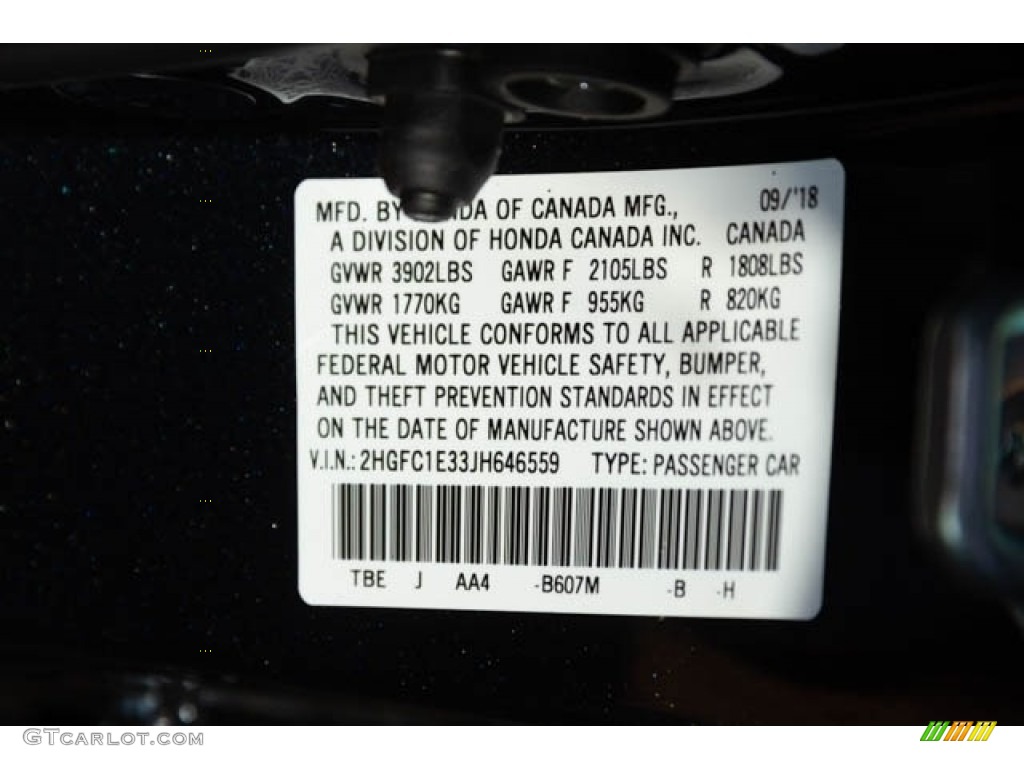 MFD. BY HONDA OF CANADA MFG., 09/'18
A DIVISION OF HONDA CANADA INC. CANADA
GVWR 3902LBS GAWR F 2105LBS R 1808LBS
GVWR 1770KG GAWR F 955KG R 820KG
THIS VEHICLE CONFORMS TO ALL APPLICABLE
FEDERAL MOTOR VEHICLE SAFETY, BUMPER,
AND THEFT PREVENTION STANDARDS IN EFFECT
ON THE DATE OF MANUFACTURE SHOWN ABOVE.
V.I.N.: 2HGFC1E33JH646559 TYPE: PASSENGER CAR
TBE J AA4 -B607M -B -H
GTCARLOT.COM